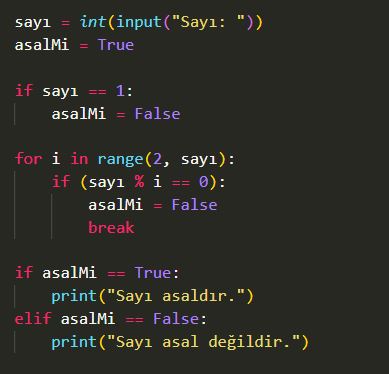 sayı = int(input("Sayı: "))
asalMi = True
if sayı == 1:
asalMi = False
for i in range(2, sayı):
if (sayı % i == 0):
asalMi = False
break
if asalMi == True:
print("Sayı asaldır.")
elif asalMi == False:
print("Sayı asal değildir.")